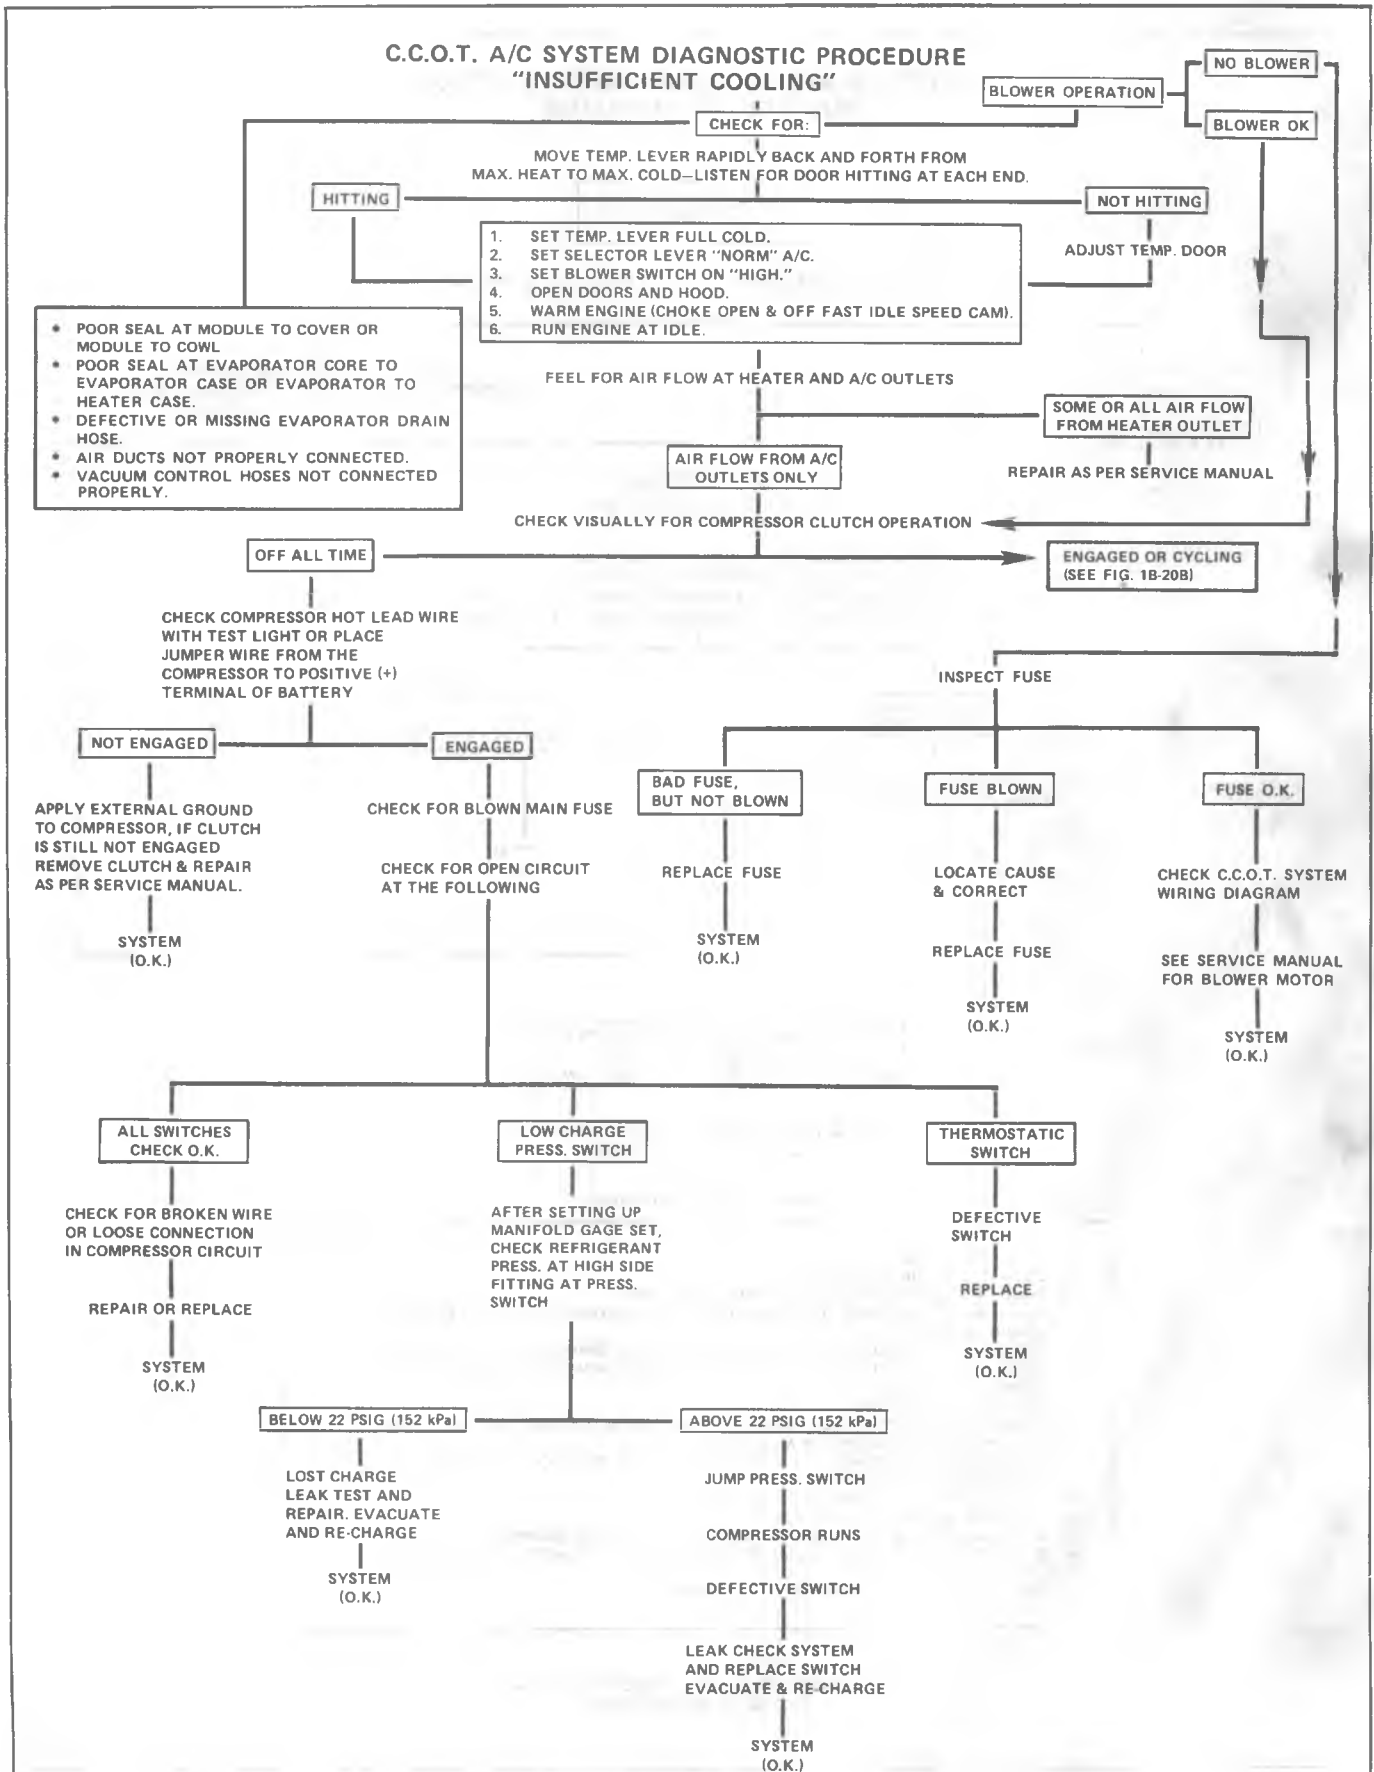 C.C.O.T. A/C SYSTEM DIAGNOSTIC PROCEDURE
"INSUFFICIENT COOLING"
NO BLOWER
BLOWER OPERATION
BLOWER OK
CHECK FOR:
MOVE TEMP. LEVER RAPIDLY BACK AND FORTH FROM
MAX. HEAT TO MAX. COLD—LISTEN FOR DOOR HITTING AT EACH END.
HITTING
NOT HITTING
ADJUST TEMP. DOOR
1. SET TEMP. LEVER FULL COLD.
2. SET SELECTOR LEVER "NORM" A/C.
3. SET BLOWER SWITCH ON "HIGH."
4. OPEN DOORS AND HOOD.
5. WARM ENGINE (CHOKE OPEN & OFF FAST IDLE SPEED CAM).
6. RUN ENGINE AT IDLE.
• POOR SEAL AT MODULE TO COVER OR
MODULE TO COWL
• POOR SEAL AT EVAPORATOR CORE TO
EVAPORATOR CASE OR EVAPORATOR TO
HEATER CASE.
• DEFECTIVE OR MISSING EVAPORATOR DRAIN
HOSE.
• AIR DUCTS NOT PROPERLY CONNECTED.
• VACUUM CONTROL HOSES NOT CONNECTED
PROPERLY.
FEEL FOR AIR FLOW AT HEATER AND A/C OUTLETS
SOME OR ALL AIR FLOW
FROM HEATER OUTLET
REPAIR AS PER SERVICE MANUAL
AIR FLOW FROM A/C
OUTLETS ONLY
CHECK VISUALLY FOR COMPRESSOR CLUTCH OPERATION
OFF ALL TIME
ENGAGED OR CYCLING
(SEE FIG. 1B-20B)
CHECK COMPRESSOR HOT LEAD WIRE
WITH TEST LIGHT OR PLACE
JUMPER WIRE FROM THE
COMPRESSOR TO POSITIVE (+)
TERMINAL OF BATTERY
INSPECT FUSE
NOT ENGAGED
ENGAGED
BAD FUSE,
BUT NOT BLOWN
FUSE BLOWN
FUSE O.K.
APPLY EXTERNAL GROUND
TO COMPRESSOR, IF CLUTCH
IS STILL NOT ENGAGED
REMOVE CLUTCH & REPAIR
AS PER SERVICE MANUAL.
SYSTEM
(O.K.)
CHECK FOR BLOWN MAIN FUSE
CHECK FOR OPEN CIRCUIT
AT THE FOLLOWING
REPLACE FUSE
SYSTEM
(O.K.)
LOCATE CAUSE
& CORRECT
REPLACE FUSE
SYSTEM
(O.K.)
CHECK C.C.O.T. SYSTEM
WIRING DIAGRAM
SEE SERVICE MANUAL
FOR BLOWER MOTOR
SYSTEM
(O.K.)
ALL SWITCHES
CHECK O.K.
LOW CHARGE
PRESS. SWITCH
THERMOSTATIC
SWITCH
CHECK FOR BROKEN WIRE
OR LOOSE CONNECTION
IN COMPRESSOR CIRCUIT
REPAIR OR REPLACE
SYSTEM
(O.K.)
AFTER SETTING UP
MANIFOLD GAGE SET,
CHECK REFRIGERANT
PRESS. AT HIGH SIDE
FITTING AT PRESS.
SWITCH
DEFECTIVE
SWITCH
REPLACE
SYSTEM
(O.K.)
BELOW 22 PSIG (152 kPa)
ABOVE 22 PSIG (152 kPa)
LOST CHARGE
LEAK TEST AND
REPAIR. EVACUATE
AND RE-CHARGE
SYSTEM
(O.K.)
JUMP PRESS. SWITCH
COMPRESSOR RUNS
DEFECTIVE SWITCH
LEAK CHECK SYSTEM
AND REPLACE SWITCH
EVACUATE & RE-CHARGE
SYSTEM
(O.K.)